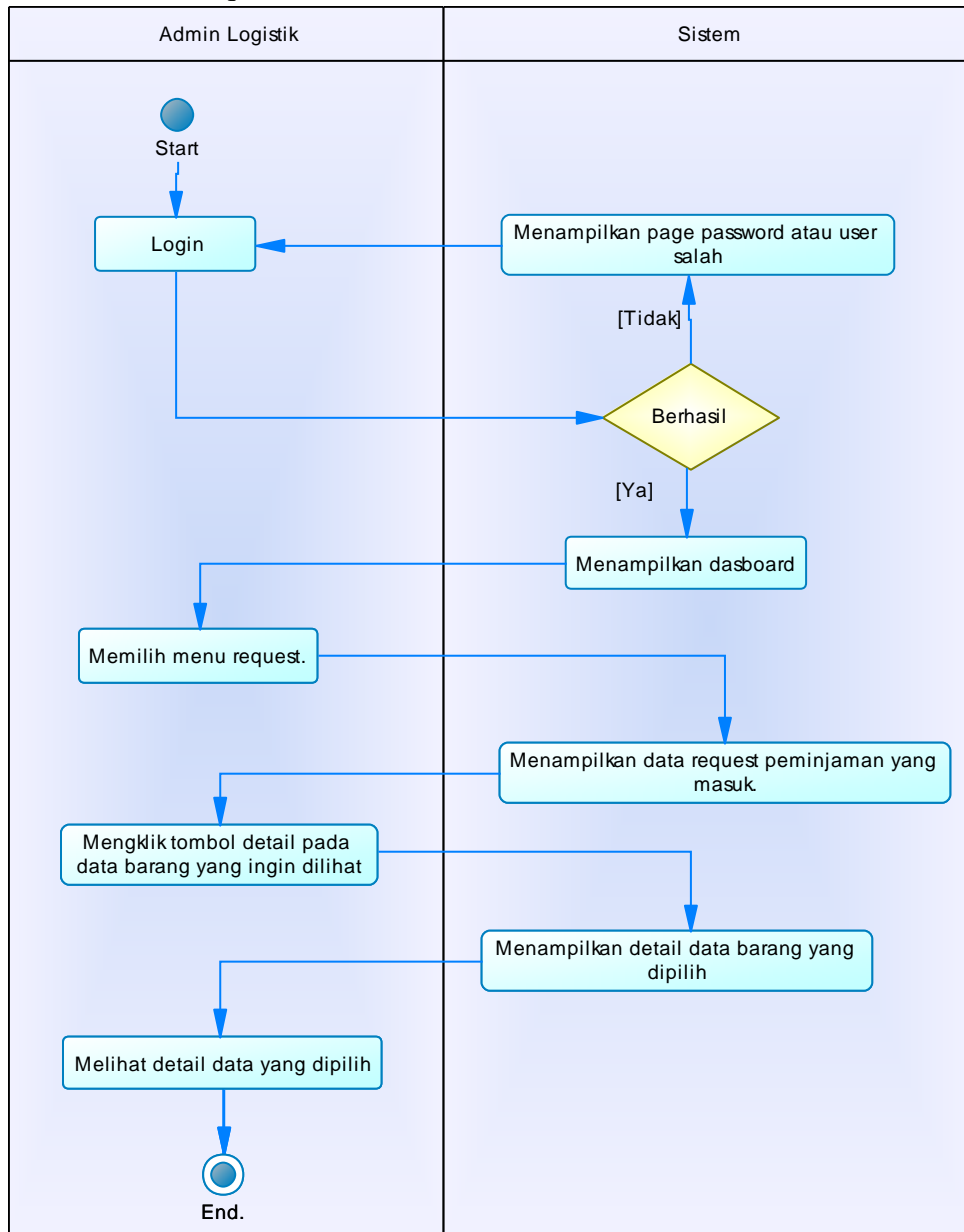 Admin Logistik
Sistem
Start
Login
Menampilkan page password atau user
salah
[Tidak]
Berhasil
[Ya]
Menampilkan dasboard
Memilih menu request.
Menampilkan data request peminjaman yang
masuk.
Mengklik tombol detail pada
data barang yang ingin dilihat
Menampilkan detail data barang yang
dipilih
Melihat detail data yang dipilih
End.